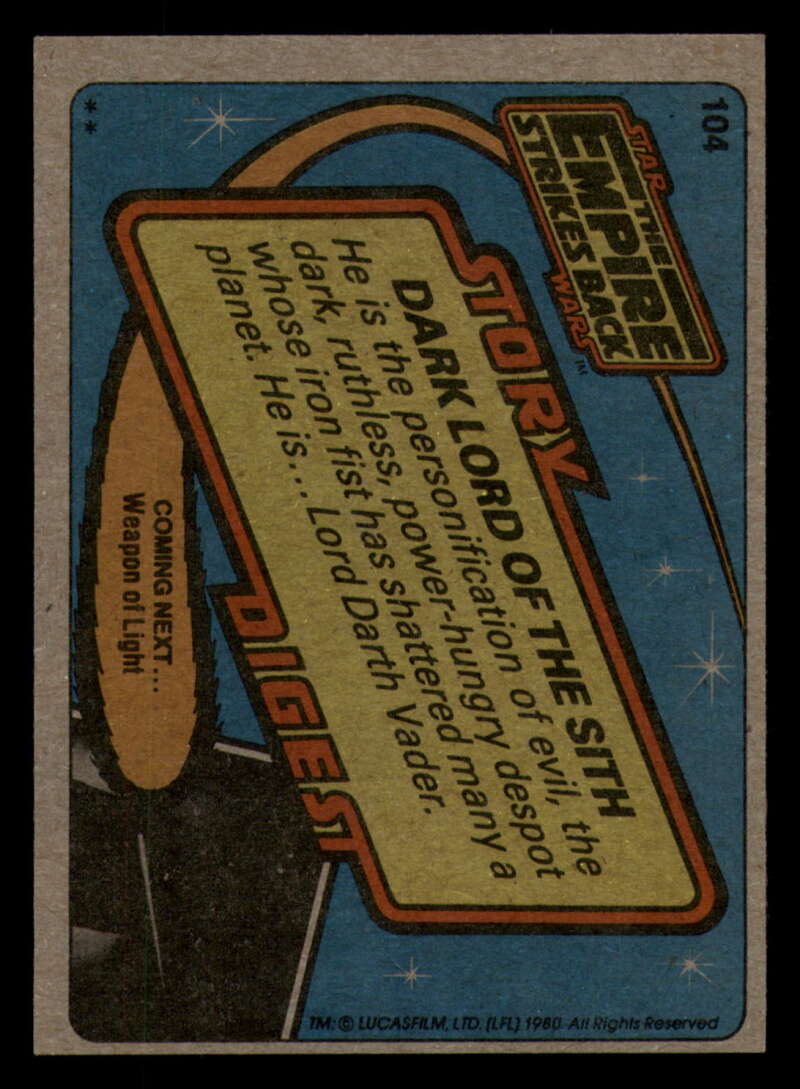 104
STAR
THE
EMPIRE
STRIKES BACK
WARS™
STORY
DARK LORD OF THE SITH
He is the personification of evil, the
dark, ruthless, power-hungry despot
whose iron fist has shattered many a
planet. He is... Lord Darth Vader.
DIGEST
COMING NEXT...
Weapon of Light
**
TM: © LUCASFILM, LTD. (LFL) 1980. All Rights Reserved